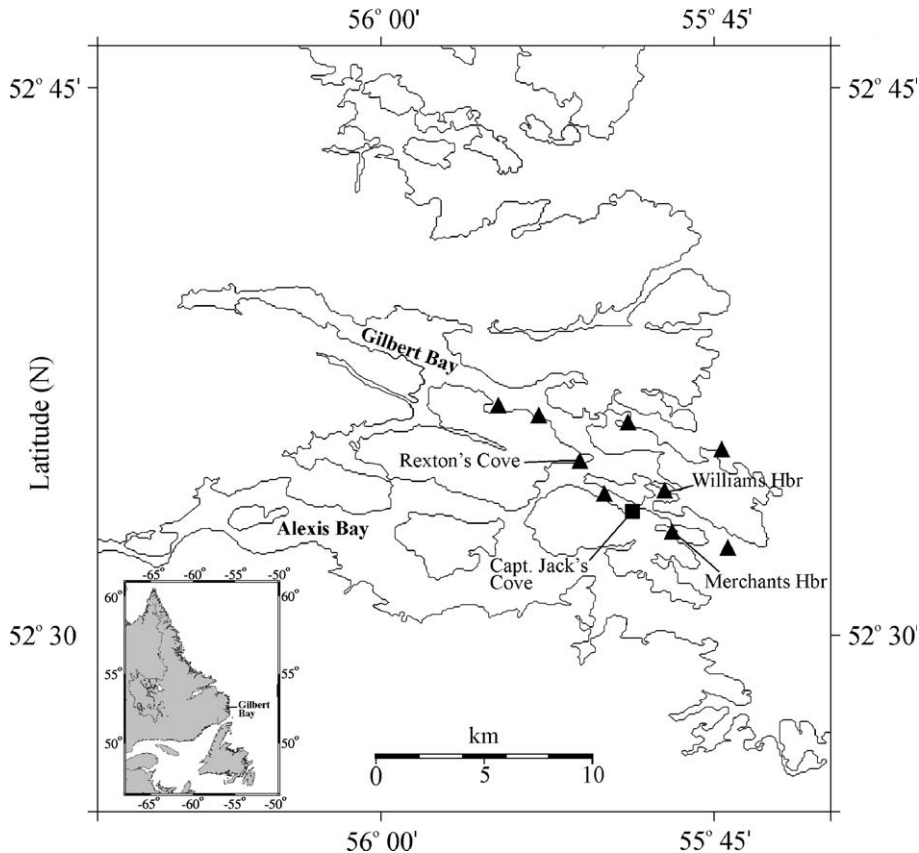 56° 00' 55° 45'
52° 45' 52° 45'
Latitude (N)
Gilbert Bay
Rexton's Cove
Williams Hbr
Alexis Bay
Capt. Jack's
Cove
Merchants Hbr
52° 30' 52° 30'
-65° -60° -55° -50°
60° 60°
55° 55°
Gilbert
Bay
50° 50°
-65° -60° -55° -50°
km
0 5 10
56° 00' 55° 45'